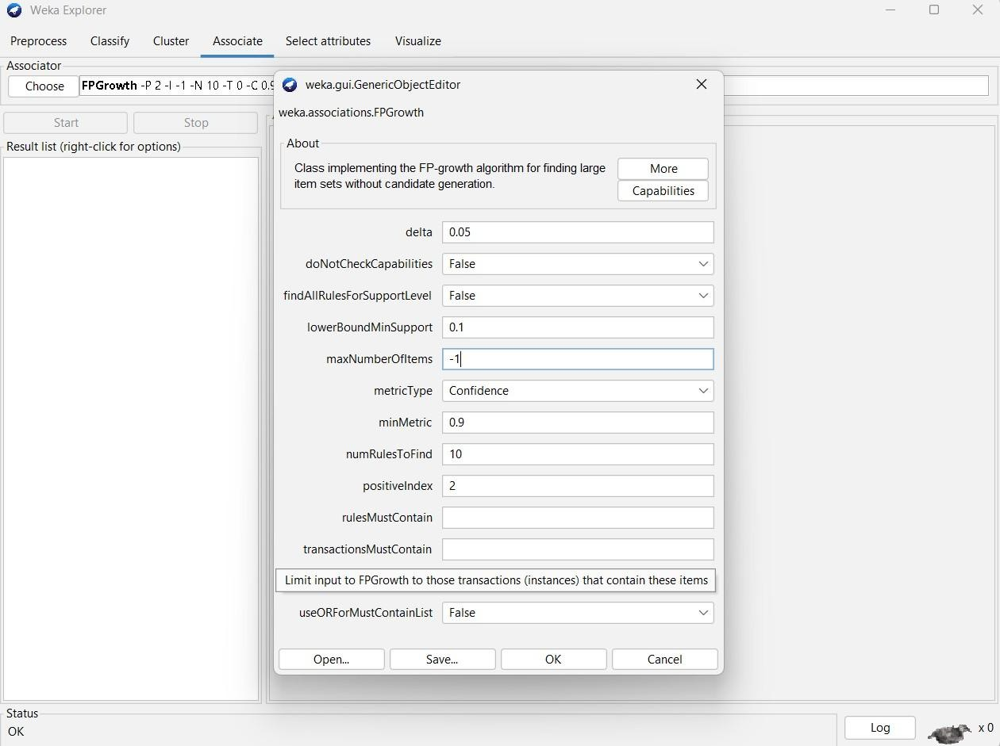 Weka Explorer
Preprocess Classify Cluster Associate Select attributes Visualize
Associator
Choose FPGrowth -P 2 -I -1 -N 10 -T 0 -C 0.9
weka.gui.GenericObjectEditor
weka.associations.FPGrowth
Start Stop
Result list (right-click for options)
About
Class implementing the FP-growth algorithm for finding large
item sets without candidate generation.
More
Capabilities
delta 0.05
doNotCheckCapabilities False
findAllRulesForSupportLevel False
lowerBoundMinSupport 0.1
maxNumberOfItems -1
metricType Confidence
minMetric 0.9
numRulesToFind 10
positiveIndex 2
rulesMustContain
transactionsMustContain
Limit input to FPGrowth to those transactions (instances) that contain these items
useORForMustContainList False
Open... Save... OK Cancel
Status
OK
Log x 0